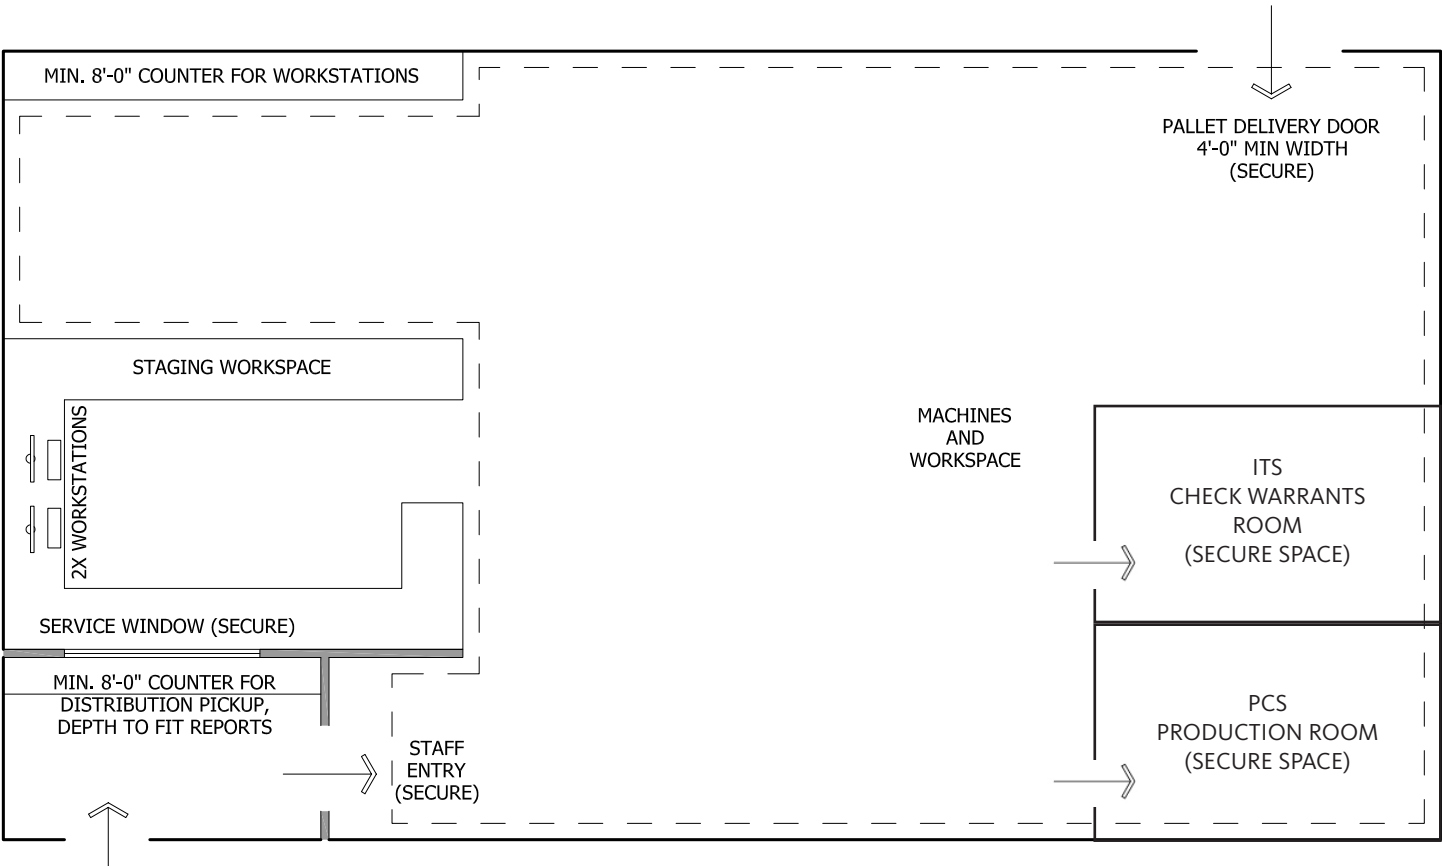 MIN. 8'-0" COUNTER FOR WORKSTATIONS
PALLET DELIVERY DOOR
4'-0" MIN WIDTH
(SECURE)
STAGING WORKSPACE
2X WORKSTATIONS
MACHINES
AND
WORKSPACE
ITS
CHECK WARRANTS
ROOM
(SECURE SPACE)
SERVICE WINDOW (SECURE)
MIN. 8'-0" COUNTER FOR
DISTRIBUTION PICKUP,
DEPTH TO FIT REPORTS
STAFF
ENTRY
(SECURE)
PCS
PRODUCTION ROOM
(SECURE SPACE)